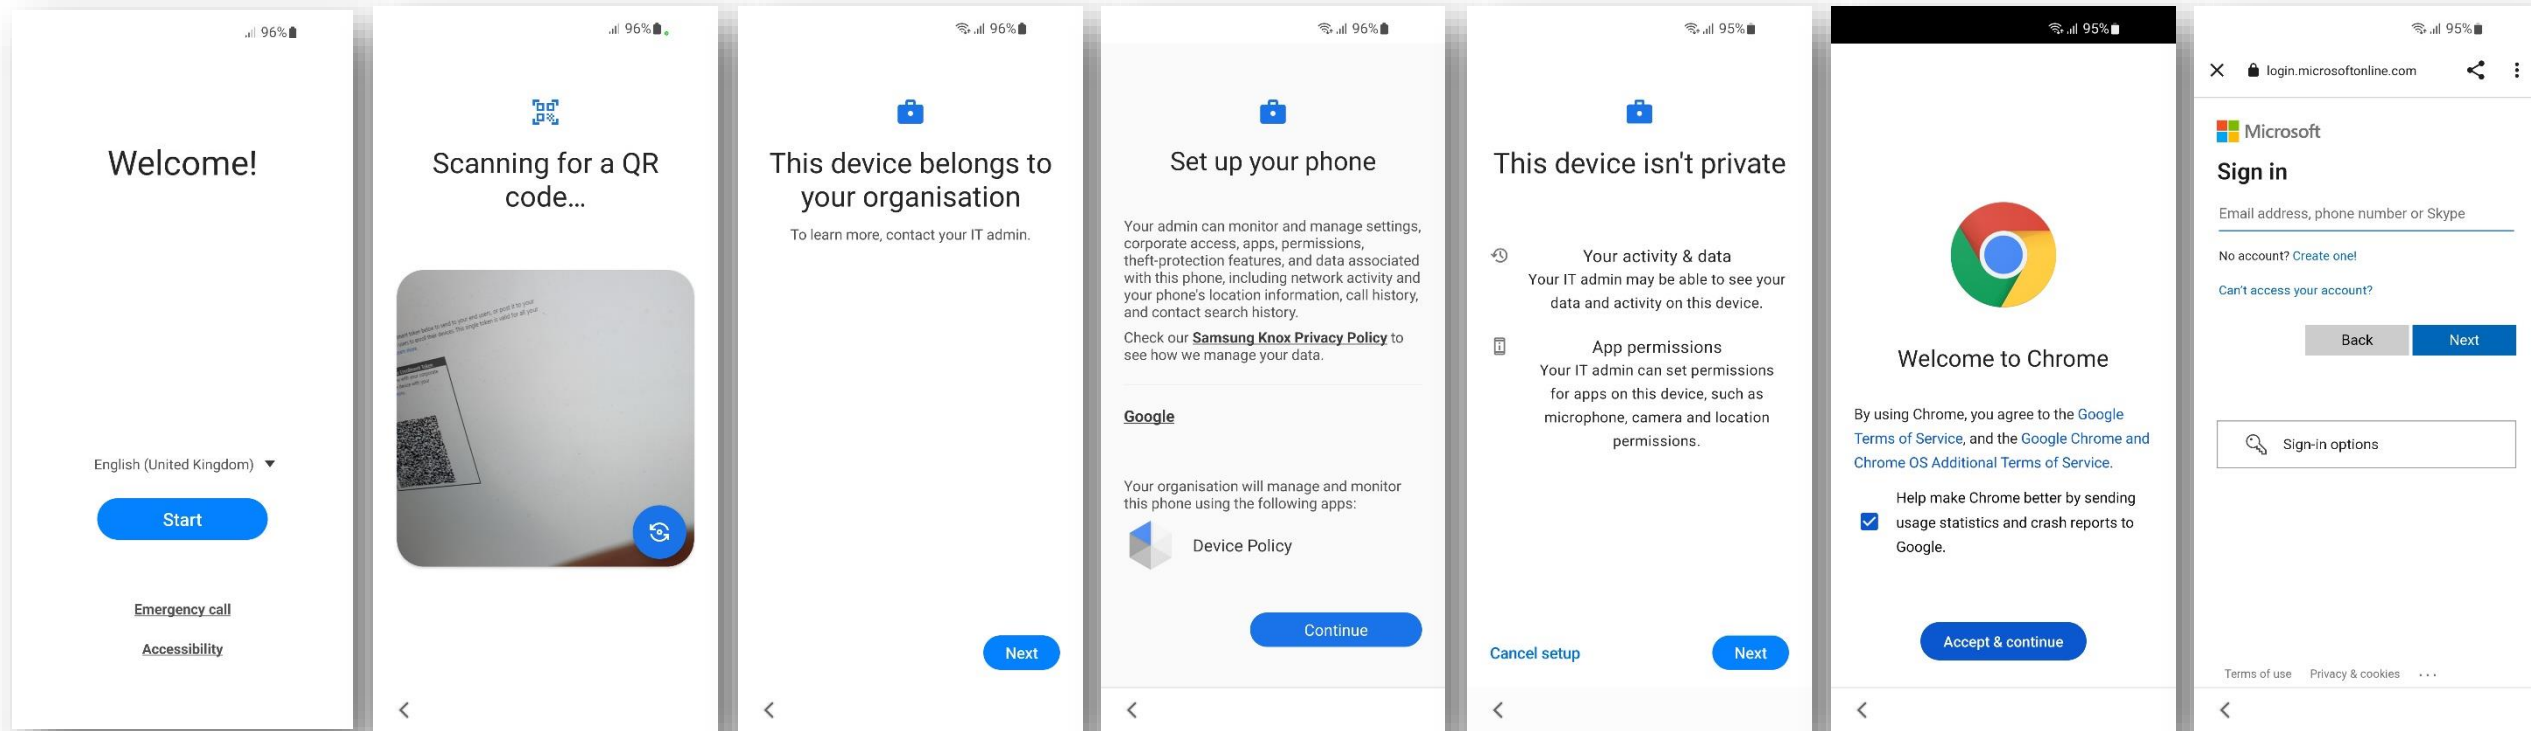 96%
Welcome!
English (United Kingdom)
Start
Emergency call
Accessibility
96%
Scanning for a QR
code...
96%
This device belongs to
your organisation
To learn more, contact your IT admin.
Next
96%
Set up your phone
Your admin can monitor and manage settings,
corporate access, apps, permissions,
theft-protection features, and data associated
with this phone, including network activity and
your phone's location information, call history,
and contact search history.
Check our Samsung Knox Privacy Policy to
see how we manage your data.
Google
Your organisation will manage and monitor
this phone using the following apps:
Device Policy
Continue
95%
This device isn't private
Your activity & data
Your IT admin may be able to see your
data and activity on this device.
App permissions
Your IT admin can set permissions
for apps on this device, such as
microphone, camera and location
permissions.
Cancel setup
Next
95%
Welcome to Chrome
By using Chrome, you agree to the Google
Terms of Service, and the Google Chrome and
Chrome OS Additional Terms of Service.
Help make Chrome better by sending
usage statistics and crash reports to
Google.
Accept & continue
95%
login.microsoftonline.com
Microsoft
Sign in
Email address, phone number or Skype
No account? Create one!
Can't access your account?
Back
Next
Sign-in options
Terms of use
Privacy & cookies